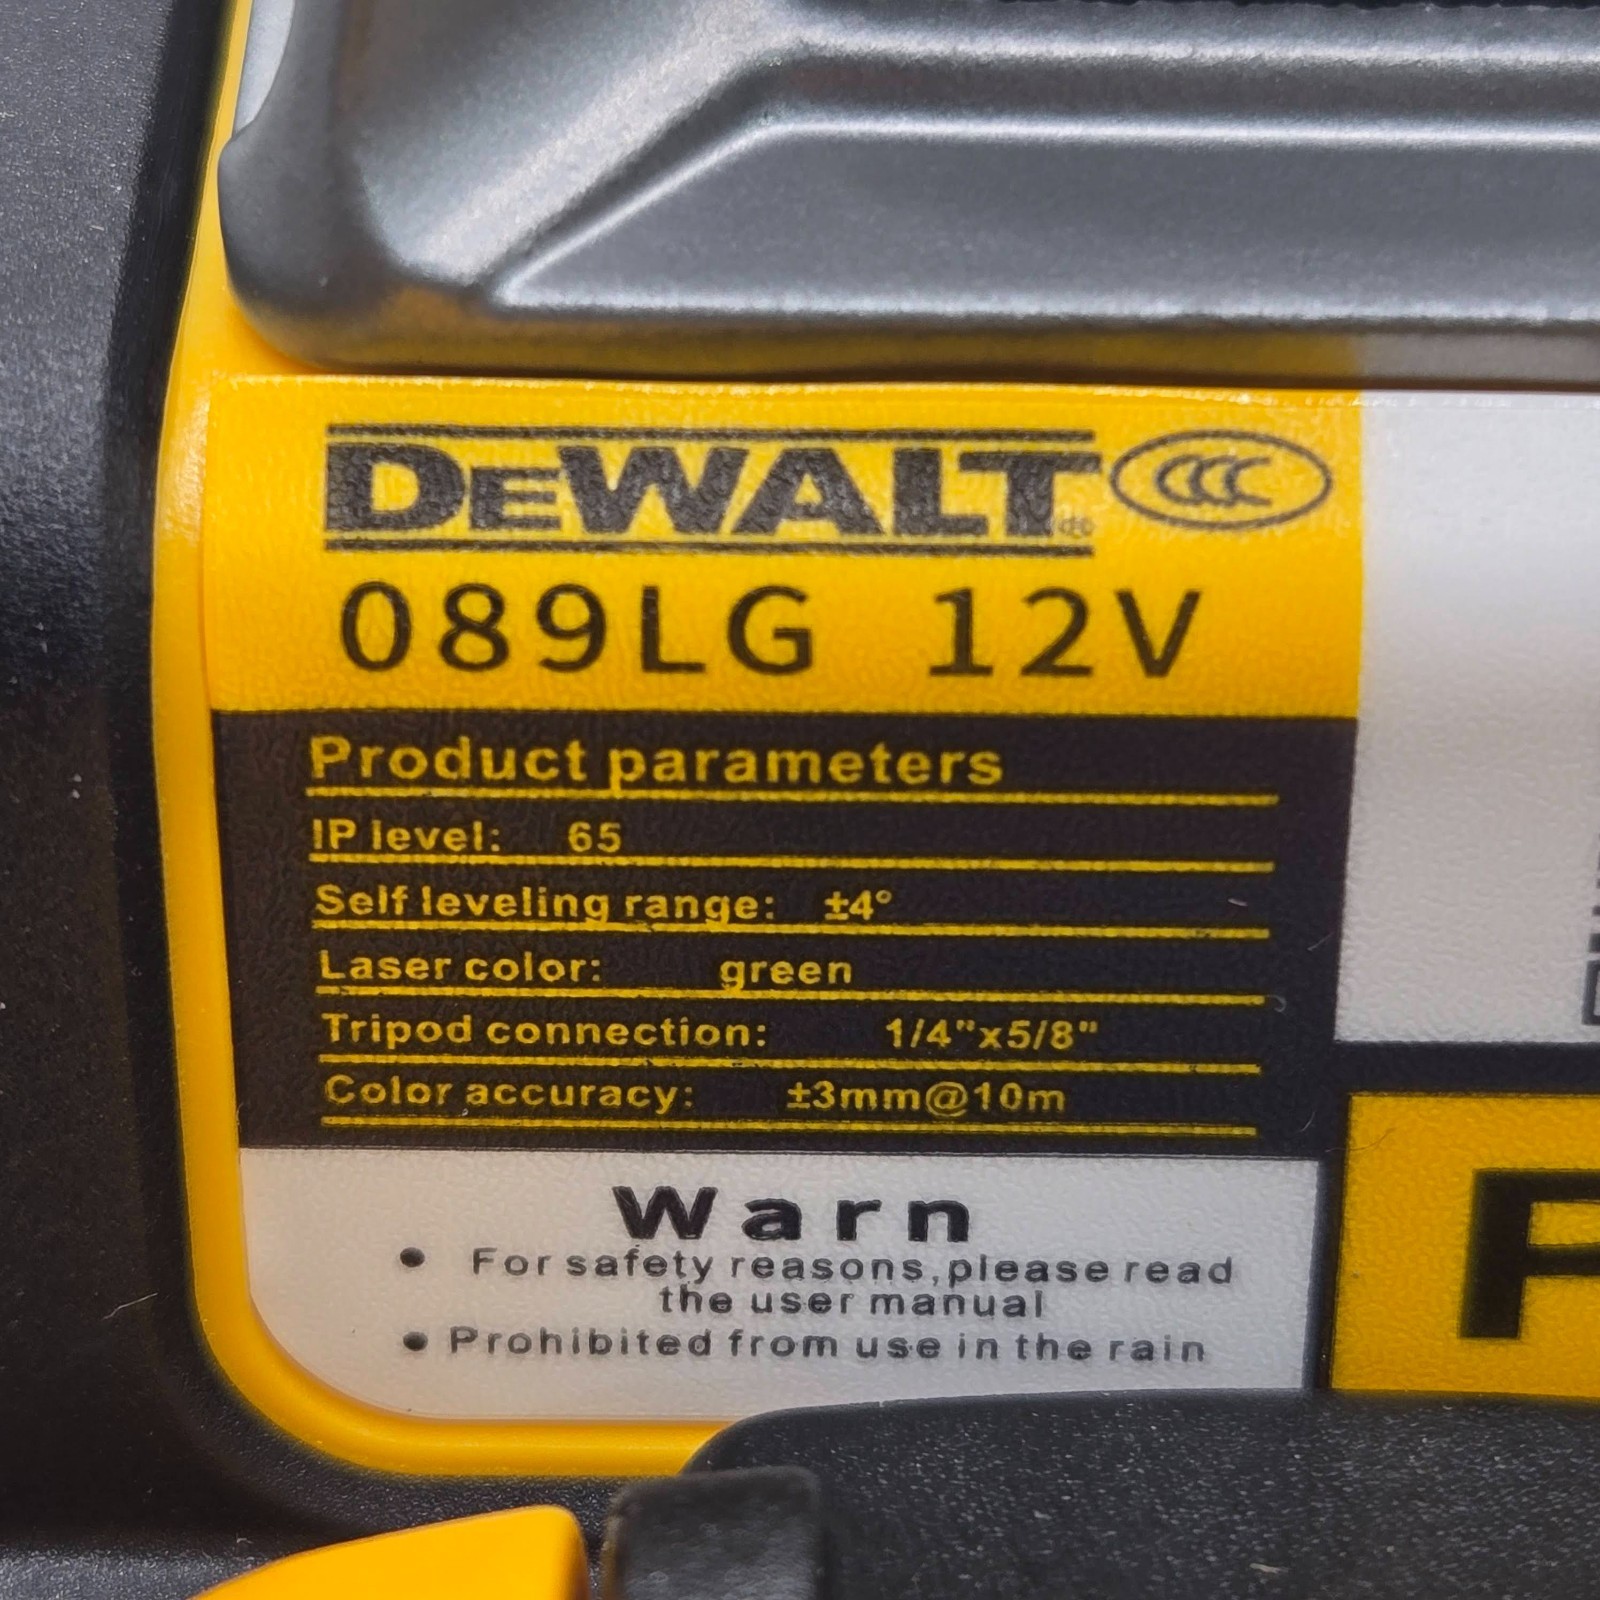 DEWALT CCC
089LG 12V
Product parameters
IP level: 65
Self leveling range: ±4°
Laser color: green
Tripod connection: 1/4"x5/8"
Color accuracy: ±3mm@10m
Warn
● For safety reasons,please read
the user manual
● Prohibited from use in the rain